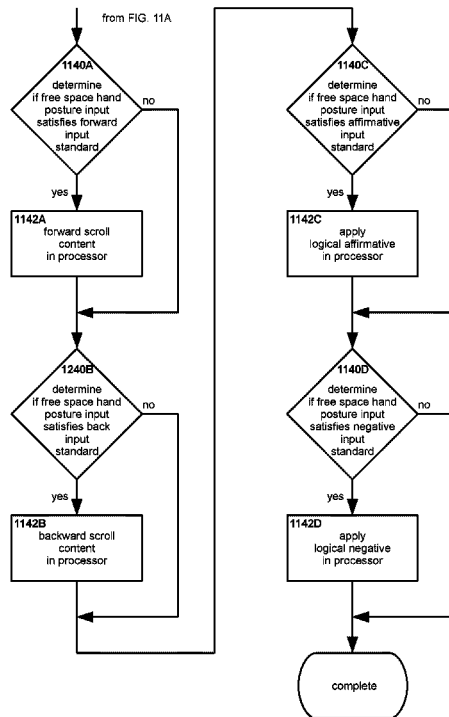 from FIG. 11A
1140A
determine
if free space hand
posture input
satisfies forward
input
standard
no
yes
1142A
forward scroll
content
in processor
1240B
determine
if free space hand
posture input
satisfies back
input
standard
no
yes
1142B
backward scroll
content
in processor
1140C
determine
if free space hand
posture input
satisfies affirmative
input
standard
no
yes
1142C
apply
logical affirmative
in processor
1140D
determine
if free space hand
posture input
satisfies negative
input
standard
no
yes
1142D
apply
logical negative
in processor
complete